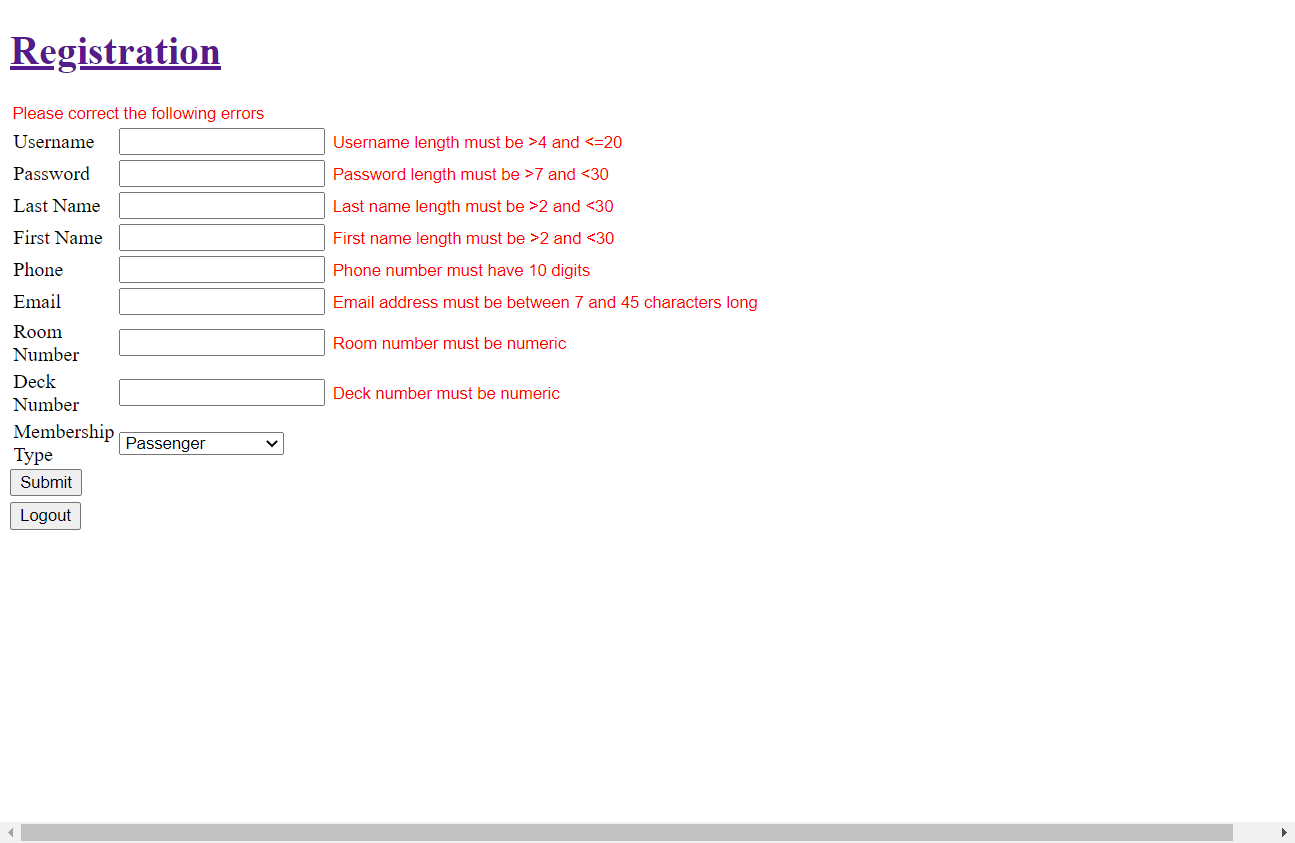 Registration
Please correct the following errors
Username Username length must be >4 and <=20
Password Password length must be >7 and <30
Last Name Last name length must be >2 and <30
First Name First name length must be >2 and <30
Phone Phone number must have 10 digits
Email Email address must be between 7 and 45 characters long
Room
Number Room number must be numeric
Deck
Number Deck number must be numeric
Membership
Type Passenger
Submit
Logout